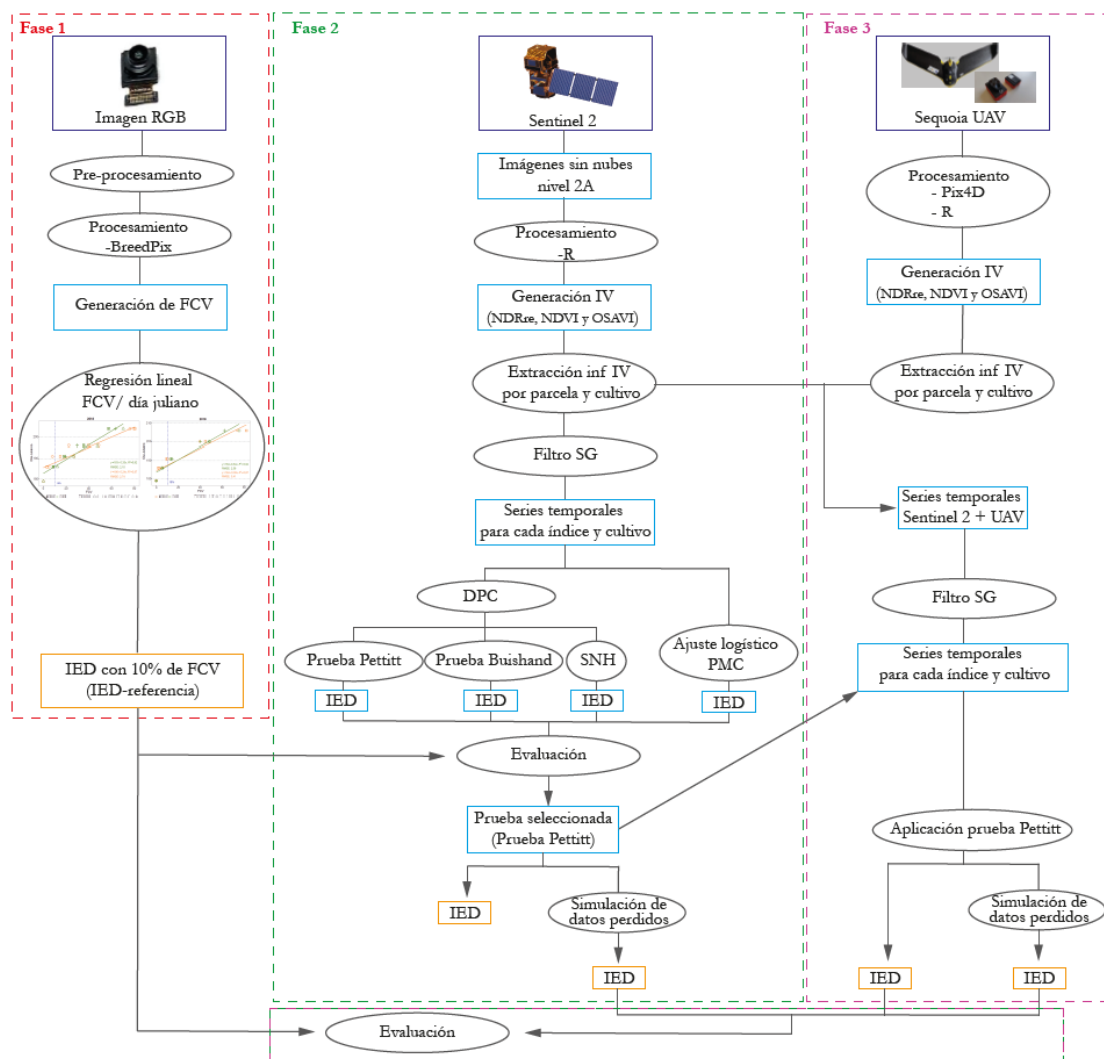 Fase 1
Imagen RGB
Pre-procesamiento
Procesamiento
-BreedPix
Generación de FCV
Regresión lineal
FCV/ día juliano
IED con 10% de FCV
(IED-referencia)
Fase 2
Sentinel 2
Imágenes sin nubes
nivel 2A
Procesamiento
-R
Generación IV
(NDRre, NDVI y OSAVI)
Extracción inf IV
por parcela y cultivo
Filtro SG
Series temporales
para cada índice y cultivo
DPC
Prueba Pettitt
Prueba Buishand
SNH
Ajuste logístico
PMC
IED
IED
IED
IED
Evaluación
Prueba seleccionada
(Prueba Pettitt)
IED
Simulación de
datos perdidos
IED
Fase 3
Sequoia UAV
Procesamiento
- Pix4D
- R
Generación IV
(NDRre, NDVI y OSAVI)
Extracción inf IV
por parcela y cultivo
Series temporales
Sentinel 2 + UAV
Filtro SG
Series temporales
para cada índice y cultivo
Aplicación prueba Pettitt
Simulación de
datos perdidos
IED
IED
Evaluación